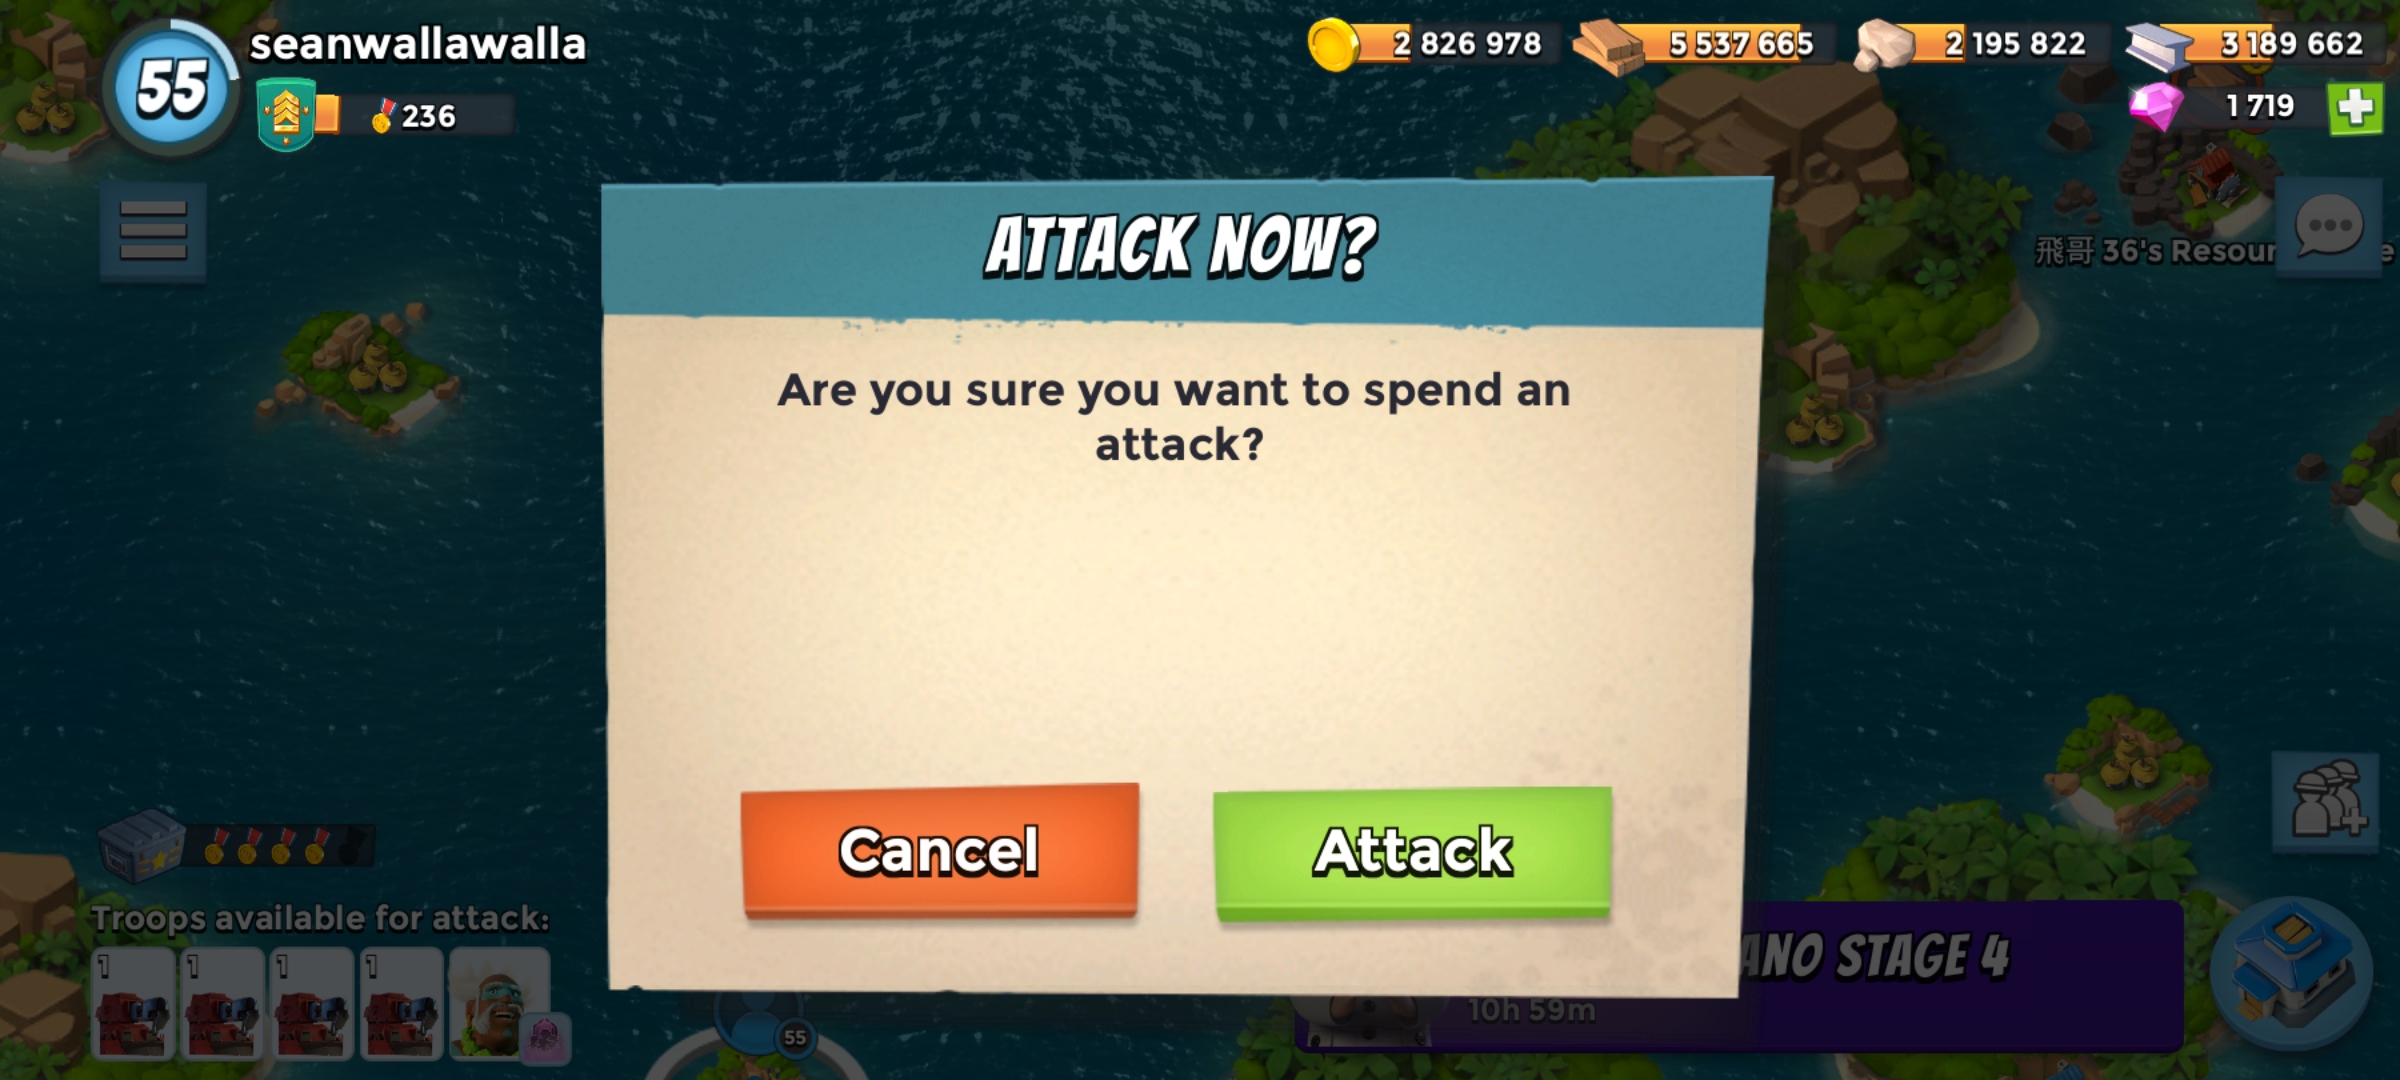 55
seanwallawalla
236
2 826 978
5 537 665
2 195 822
3 189 662
1 719
飛哥 36's Resour
e
ATTACK NOW?
Are you sure you want to spend an
attack?
Cancel
Attack
Troops available for attack:
1
1
1
1
55
ANO STAGE 4
10h 59m